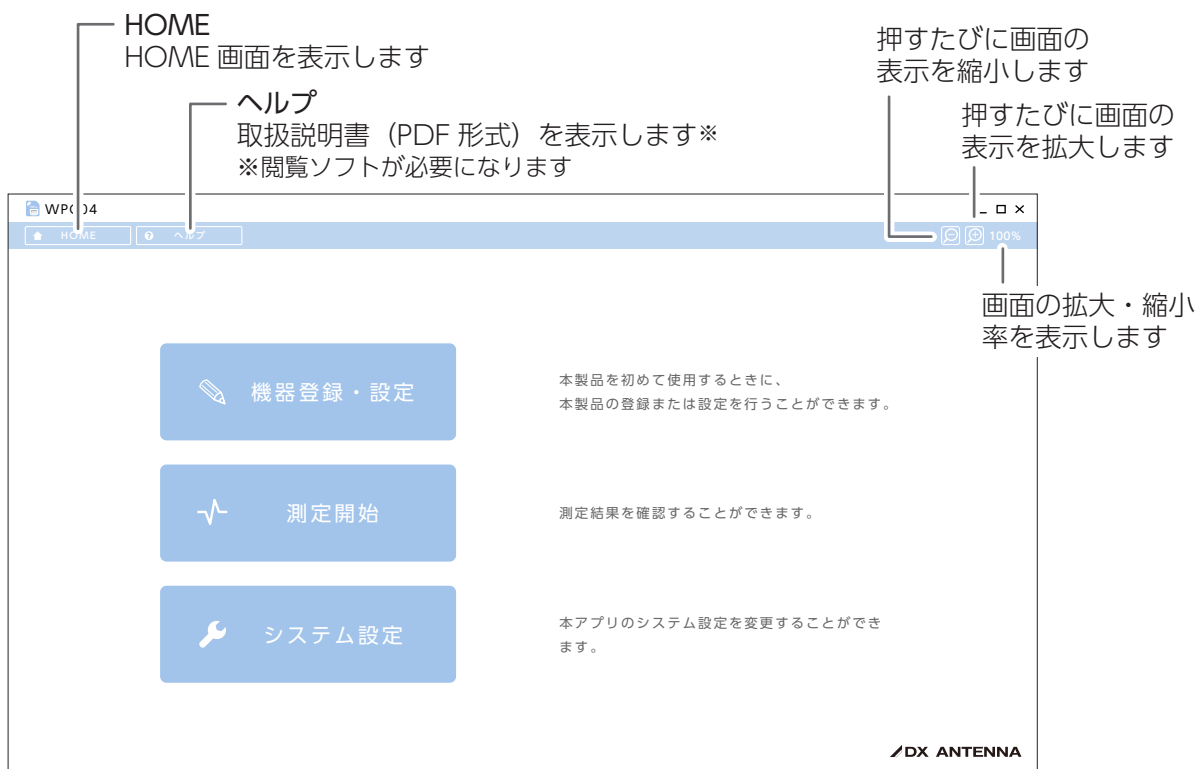 HOME
HOME 画面を表示します
ヘルプ
取扱説明書（PDF 形式）を表示します※
※閲覧ソフトが必要になります
押すたびに画面の
表示を縮小します
押すたびに画面の
表示を拡大します
WPC04
HOME
ヘルプ
100%
画面の拡大・縮小
率を表示します
機器登録・設定
本製品を初めて使用するときに、
本製品の登録または設定を行うことができます。
測定開始
測定結果を確認することができます。
システム設定
本アプリのシステム設定を変更することができ
ます。
DX ANTENNA